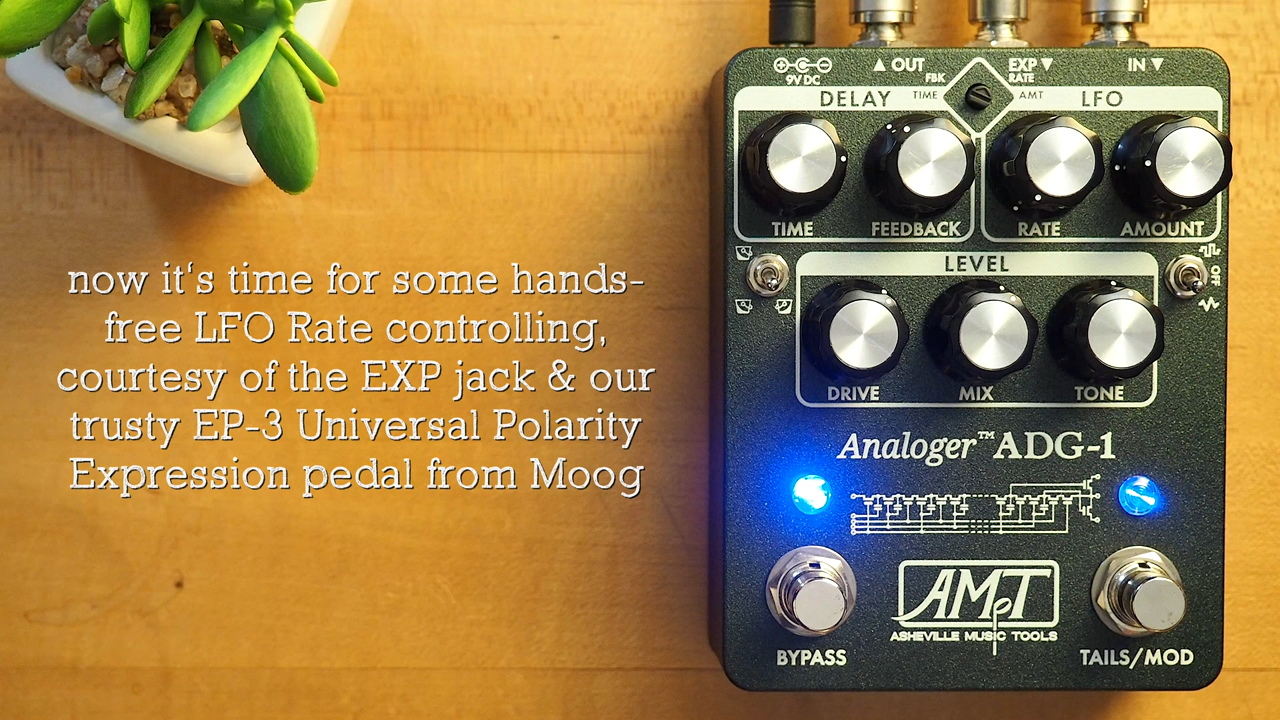 now it's time for some hands-
free LFO Rate controlling,
courtesy of the EXP jack & our
trusty EP-3 Universal Polarity
Expression pedal from Moog
9V DC
OUT
EXP
IN
FBK
RATE
TIME
AMT
DELAY
LFO
TIME
FEEDBACK
RATE
AMOUNT
LEVEL
OFF
DRIVE
MIX
TONE
Analoger™ ADG-1
AMT
ASHEVILLE MUSIC TOOLS
BYPASS
TAILS/MOD